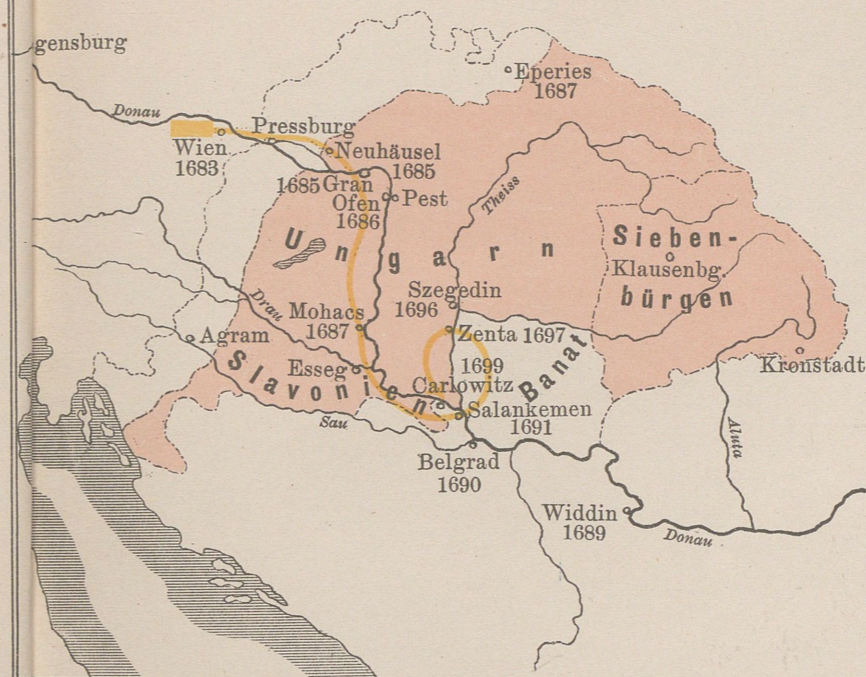 gensburg
Eperies
1687
Donau
Pressburg
Wien
1683
Neuhäusel
1685
1685 Gran
Ofen
1686
Pest
Theiss
Ungarn
Sieben-
bürgen
Klausenbg.
Szegedin
1696
Drau
Mohacs
1687
Zenta 1697
Agram
Esseg
1699
Carlowitz
Banat
Kronstadt
Slavonien
Salankemen
1691
Sau
Aluta
Belgrad
1690
Widdin
1689
Donau